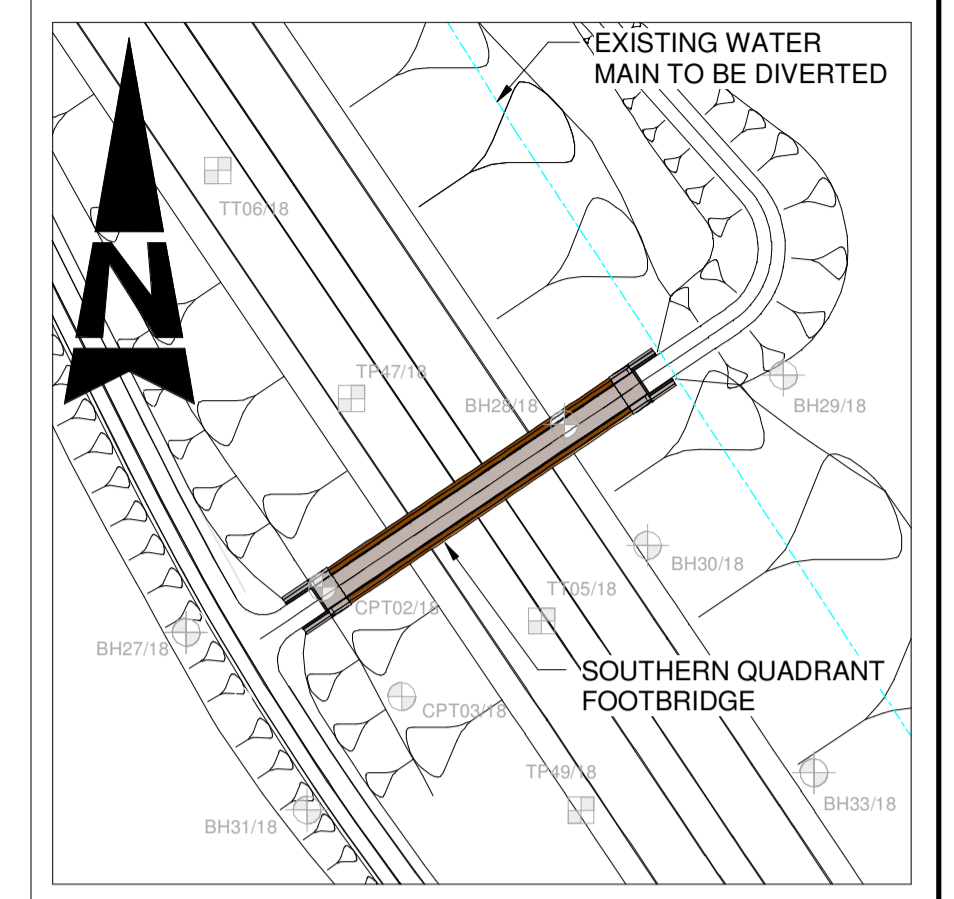 EXISTING WATER
MAIN TO BE DIVERTED
TT06/18
N
TP47/18
BH28/18
BH29/18
BH30/18
TT05/18
CPT02/18
BH27/18
SOUTHERN QUADRANT
FOOTBRIDGE
CPT03/18
TP49/18
BH33/18
BH31/18